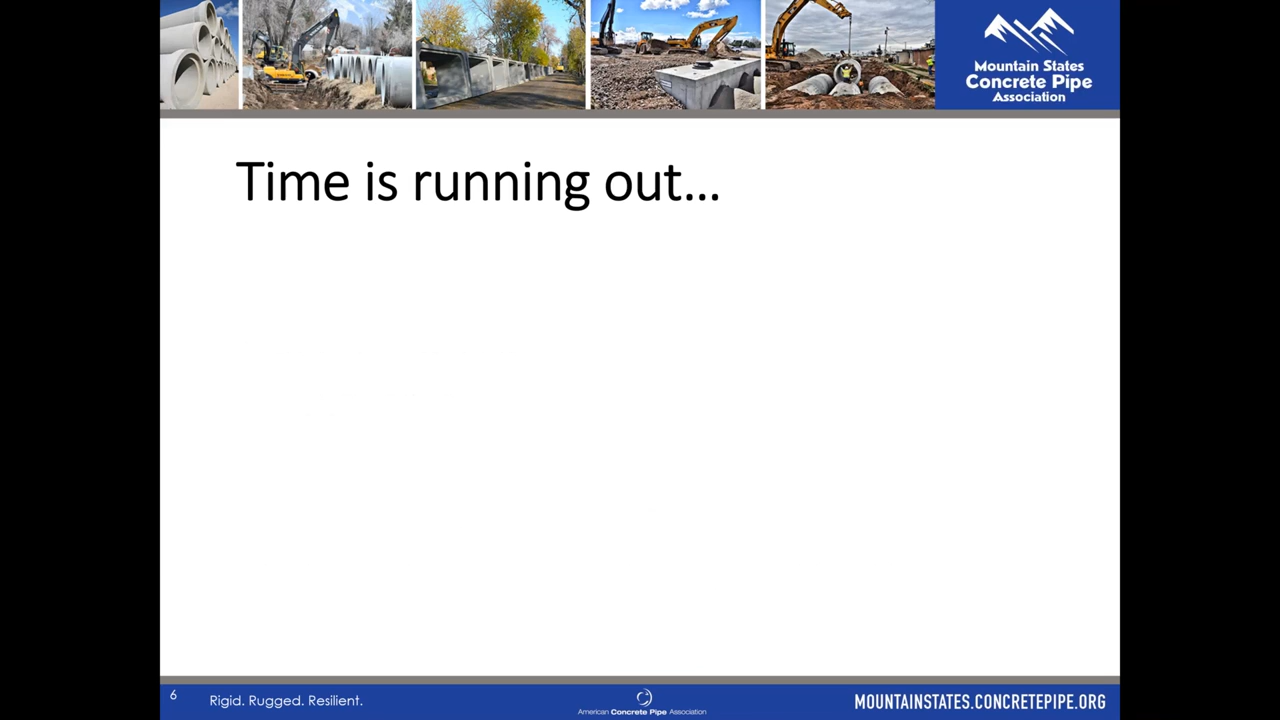 Mountain States
Concrete Pipe
Association
Time is running out...
6
Rigid. Rugged. Resilient.
American Concrete Pipe Association
MOUNTAINSTATES.CONCRETEPIPE.ORG